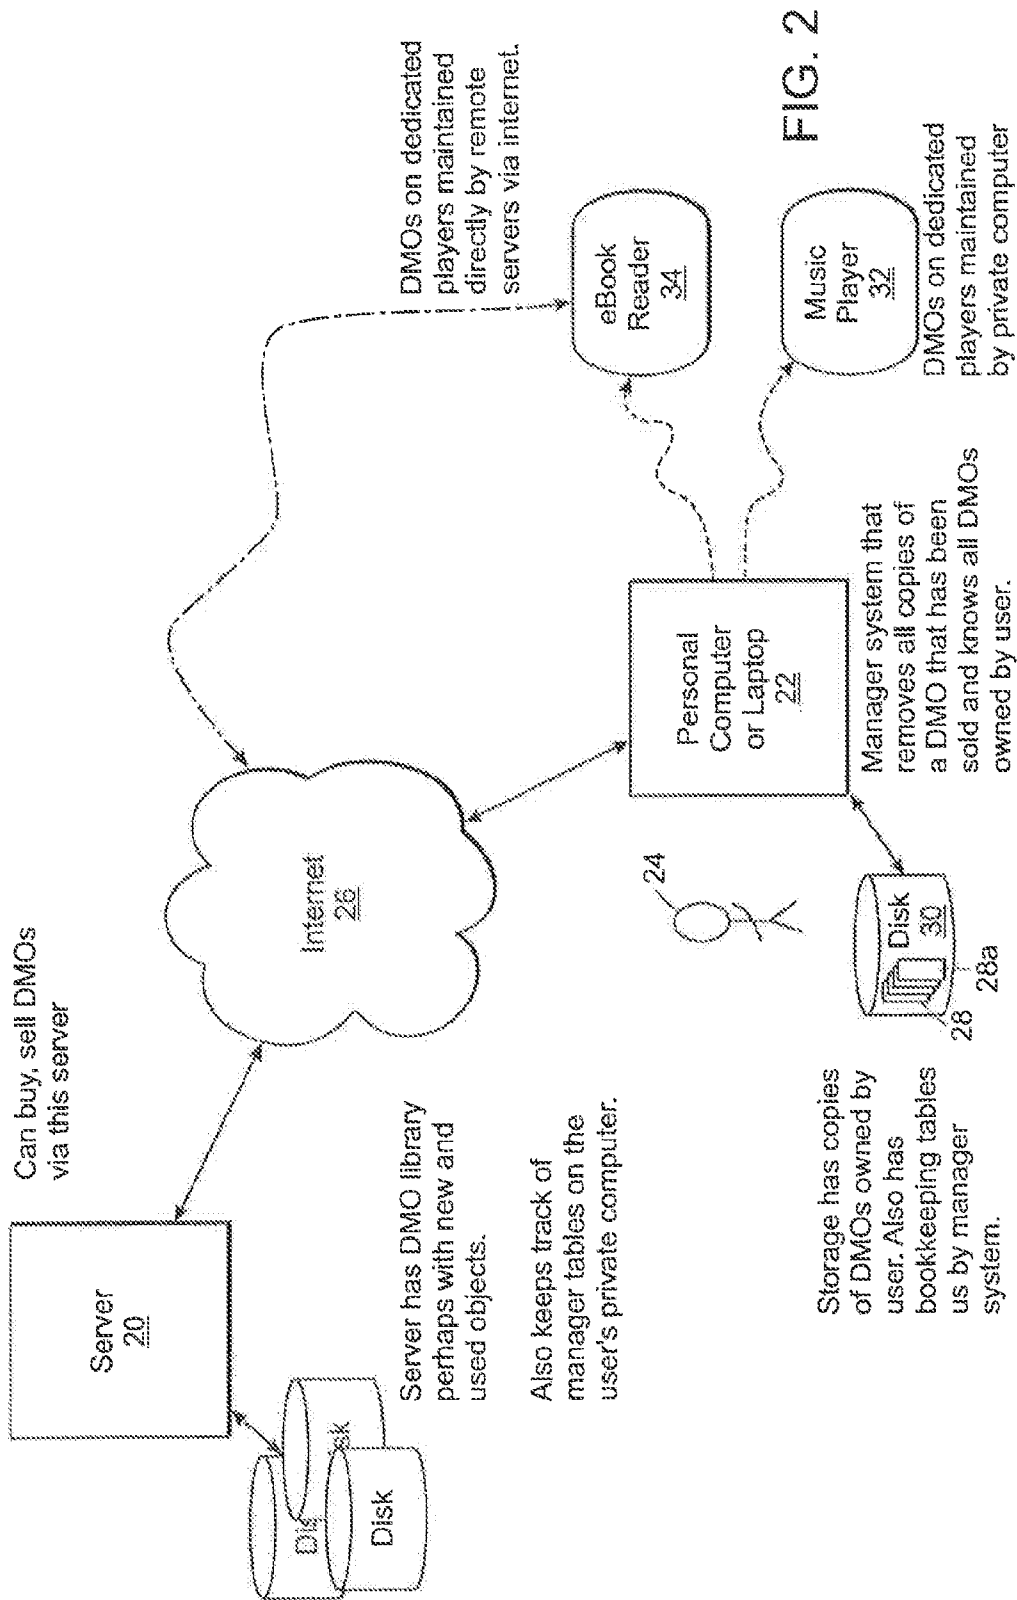 Can buy, sell DMOs
via this server
Server
20
Disk
Disk
Disk
Server has DMO library
perhaps with new and
used objects.
Also keeps track of
manager tables on the
user's private computer.
Internet
26
DMOs on dedicated
players maintained
directly by remote
servers via internet.
24
Personal
Computer
or Laptop
22
eBook
Reader
34
Music
Player
32
FIG. 2
Disk
30
28
28a
Storage has copies
of DMOs owned by
user. Also has
bookkeeping tables
us by manager
system.
Manager system that
removes all copies of
a DMO that has been
sold and knows all DMOs
owned by user.
DMOs on dedicated
players maintained
by private computer